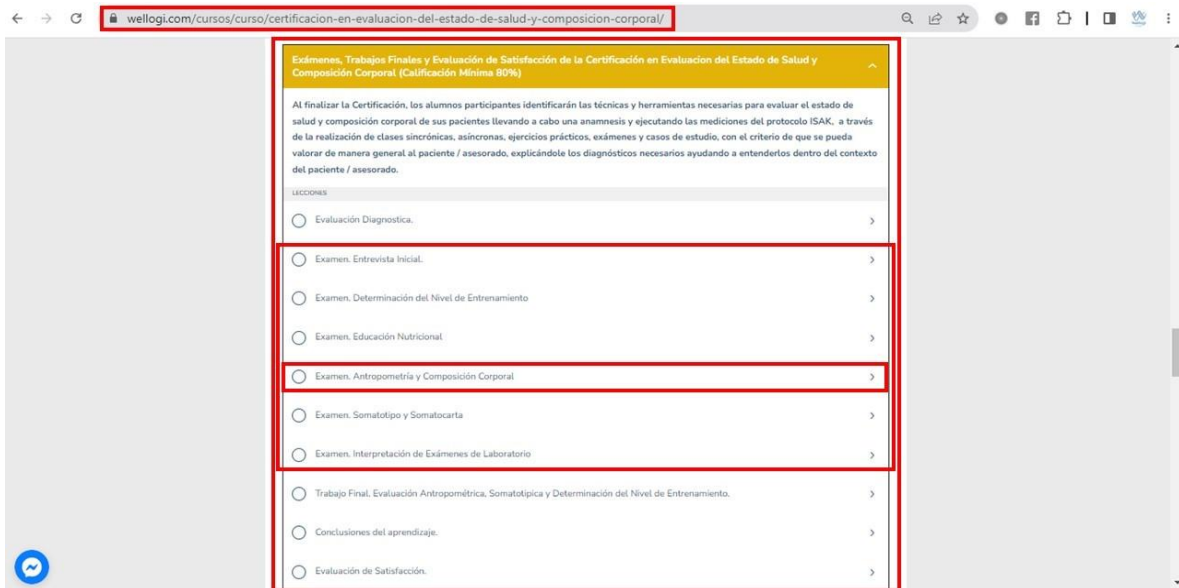 wellogi.com/cursos/curso/certificacion-en-evaluacion-del-estado-de-salud-y-composicion-corporal/
Exámenes, Trabajos Finales y Evaluación de Satisfacción de la Certificación en Evaluacion del Estado de Salud y
Composición Corporal (Calificación Mínima 80%)
Al finalizar la Certificación, los alumnos participantes identificarán las técnicas y herramientas necesarias para evaluar el estado de
salud y composición corporal de sus pacientes llevando a cabo una anamnesis y ejecutando las mediciones del protocolo ISAK, a través
de la realización de clases sincrónicas, asíncronas, ejercicios prácticos, exámenes y casos de estudio, con el criterio de que se pueda
valorar de manera general al paciente / asesorado, explicándole los diagnósticos necesarios ayudando a entenderlos dentro del contexto
del paciente / asesorado.
LECCIONES
Evaluación Diagnostica.
Examen. Entrevista Inicial.
Examen. Determinación del Nivel de Entrenamiento
Examen. Educación Nutricional
Examen. Antropometría y Composición Corporal
Examen. Somatotipo y Somatocarta
Examen. Interpretación de Exámenes de Laboratorio
Trabajo Final. Evaluación Antropométrica, Somatotipica y Determinación del Nivel de Entrenamiento.
Conclusiones del aprendizaje.
Evaluación de Satisfacción.